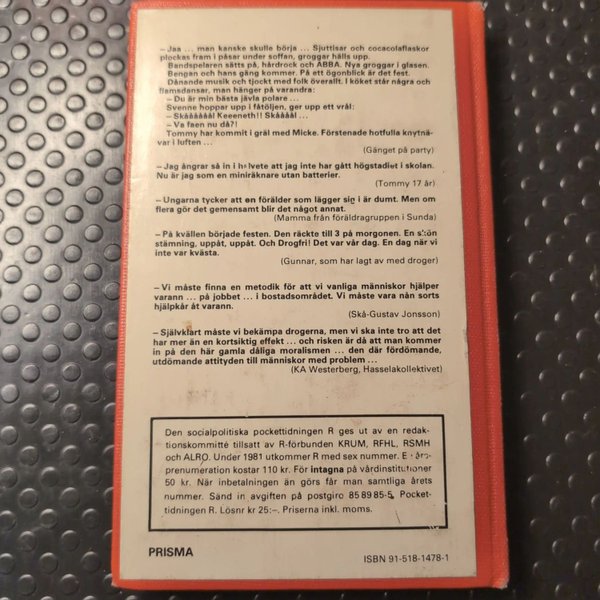 – Jaa ... man kanske skulle börja ... Sjuttisar och cocacolaflaskor
plockas fram i påsar under soffan, groggar hälls upp.
Bandspelaren sätts på, hårdrock och ABBA. Nya groggar i glasen.
Bengan och hans gäng kommer. På ett ögonblick är det fest.
Dånande musik och tjockt med folk överallt. I köket står några och
flamsdansar, man hänger på varandra:
– Du är min bästa jävla polare ...
Svenne hoppar upp i fåtöljen, ger upp ett vrål:
– Skåååååål Keeeneth!! Skåååål ...
– Va faen nu då?!
Tommy har kommit i gräl med Micke. Förstenade hotfulla knytnä-
var i luften ...
(Gänget på party)
– Jag ångrar så in i helvete att jag inte har gått högstadiet i skolan.
Nu är jag som en miniräknare utan batterier.
(Tommy 17 år)
– Ungarna tycker att en förälder som lägger sig i är dumt. Men om
flera gör det gemensamt blir det något annat.
(Mamma från föräldragruppen i Sunda)
– På kvällen började festen. Den räckte till 3 på morgonen. En skön
stämning, uppåt, uppåt. Och Drogfri! Det var vår dag. En dag när vi
inte var kvästa.
(Gunnar, som har lagt av med droger)
– Vi måste finna en metodik för att vi vanliga människor hjälper
varann ... på jobbet ... i bostadsområdet. Vi måste vara nån sorts
hjälpkår åt varann.
(Skå-Gustav Jonsson)
– Självklart måste vi bekämpa drogerna, men vi ska inte tro att det
har mer än en kortsiktig effekt ... och risken är då att man kommer
in på den här gamla dåliga moralismen ... den där fördömande,
utdömande attityden till människor med problem ...
(KA Westerberg, Hasselakollektivet)
Den socialpolitiska pockettidningen R ges ut av en redak-
tionskommitté tillsatt av R-förbunden KRUM, RFHL, RSMH
och ALRO. Under 1981 utkommer R med sex nummer. E års-
prenumeration kostar 110 kr. För intagna på vårdinstitutioner
50 kr. När inbetalningen än görs får man samtliga årets
nummer. Sänd in avgiften på postgiro 85 89 85-5, Pocket-
tidningen R. Lösnr kr 25:–. Priserna inkl. moms.
PRISMA
ISBN 91-518-1478-1